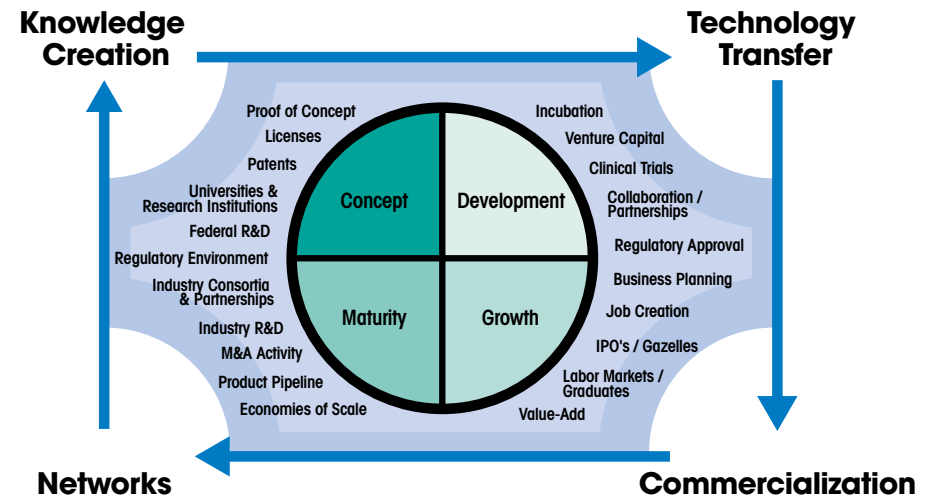 Knowledge
Creation
Technology
Transfer
Proof of Concept
Licenses
Patents
Universities &
Research Institutions
Federal R&D
Regulatory Environment
Industry Consortia
& Partnerships
Industry R&D
M&A Activity
Product Pipeline
Economies of Scale
Concept
Development
Maturity
Growth
Incubation
Venture Capital
Clinical Trials
Collaboration /
Partnerships
Regulatory Approval
Business Planning
Job Creation
IPO's / Gazelles
Labor Markets /
Graduates
Value-Add
Networks
Commercialization